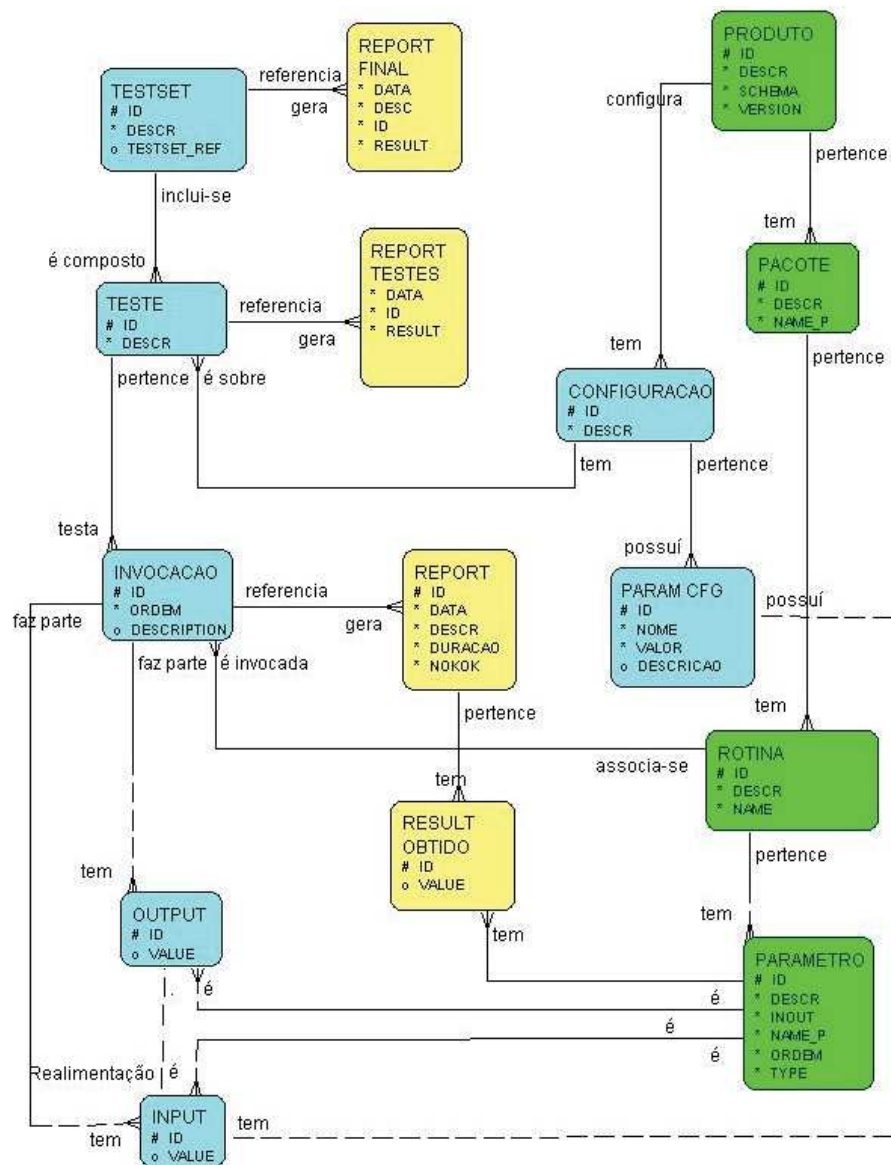 PRODUTO
# ID
* DESCR
* SCHEMA
* VERSION
REPORT
FINAL
* DATA
* DESC
* ID
* RESULT
referencia
gera
TESTSET
# ID
* DESCR
o TESTSET_REF
configura
pertence
tem
inclui-se
é composto
REPORT
TESTES
* DATA
* ID
* RESULT
referencia
gera
PACOTE
# ID
* DESCR
* NAME_P
TESTE
# ID
* DESCR
pertence
pertence
é sobre
tem
CONFIGURACAO
# ID
* DESCR
tem
pertence
testa
possuí
INVOCACAO
# ID
* ORDEM
o DESCRIPTION
referencia
gera
REPORT
# ID
* DATA
* DESCR
* DURACAO
* NOKOK
PARAM CFG
# ID
* NOME
* VALOR
o DESCRICAO
possuí
faz parte
faz parte
é invocada
pertence
tem
associa-se
ROTINA
# ID
* DESCR
* NAME
tem
RESULT
OBTIDO
# ID
o VALUE
pertence
tem
tem
OUTPUT
# ID
o VALUE
tem
PARAMETRO
# ID
* DESCR
* INOUT
* NAME_P
* ORDEM
* TYPE
é
é
é
é
Realimentação
é
INPUT
# ID
o VALUE
tem
tem